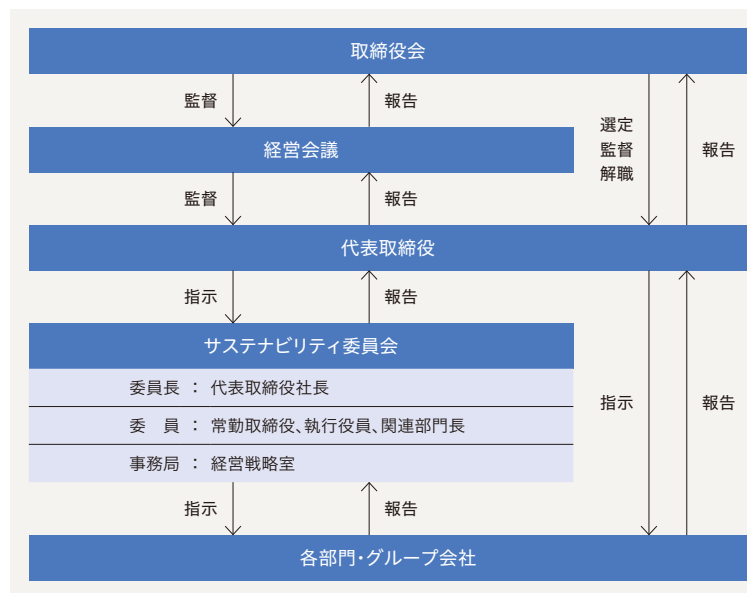 取締役会
監督
報告
選定
監督
解職
報告
経営会議
監督
報告
代表取締役
指示
報告
サステナビリティ委員会
委員長 : 代表取締役社長
委　員 : 常勤取締役、執行役員、関連部門長
事務局 : 経営戦略室
指示
報告
指示
報告
各部門・グループ会社